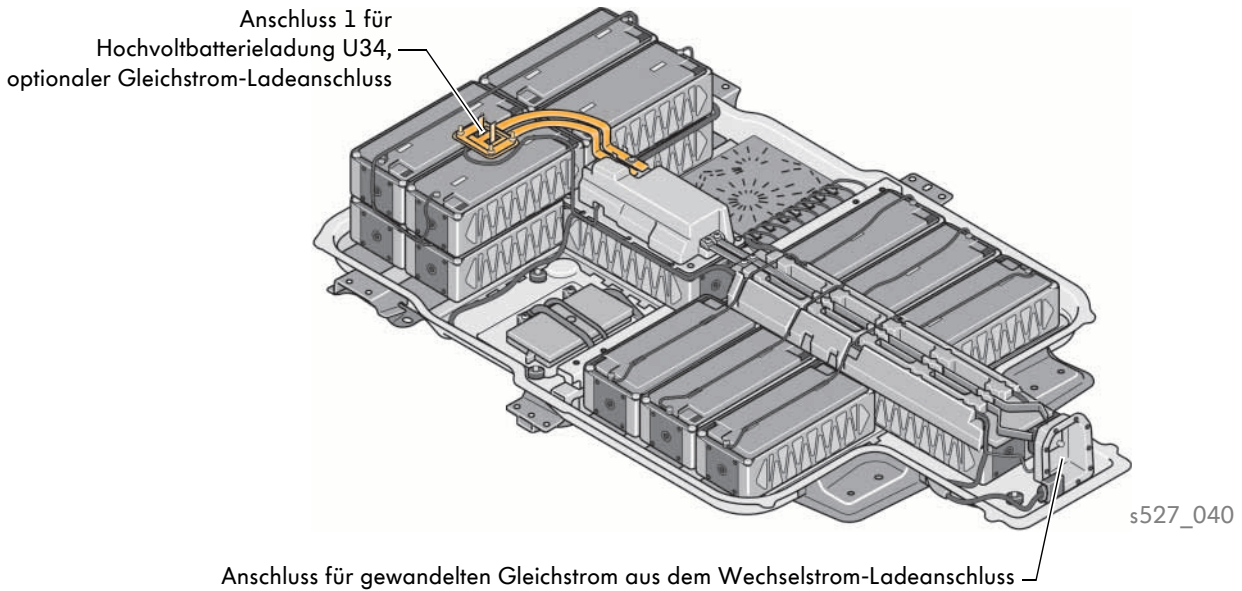 Anschluss 1 für
Hochvoltbatterieladung U34,
optionaler Gleichstrom-Ladeanschluss
s527_040
Anschluss für gewandelten Gleichstrom aus dem Wechselstrom-Ladeanschluss